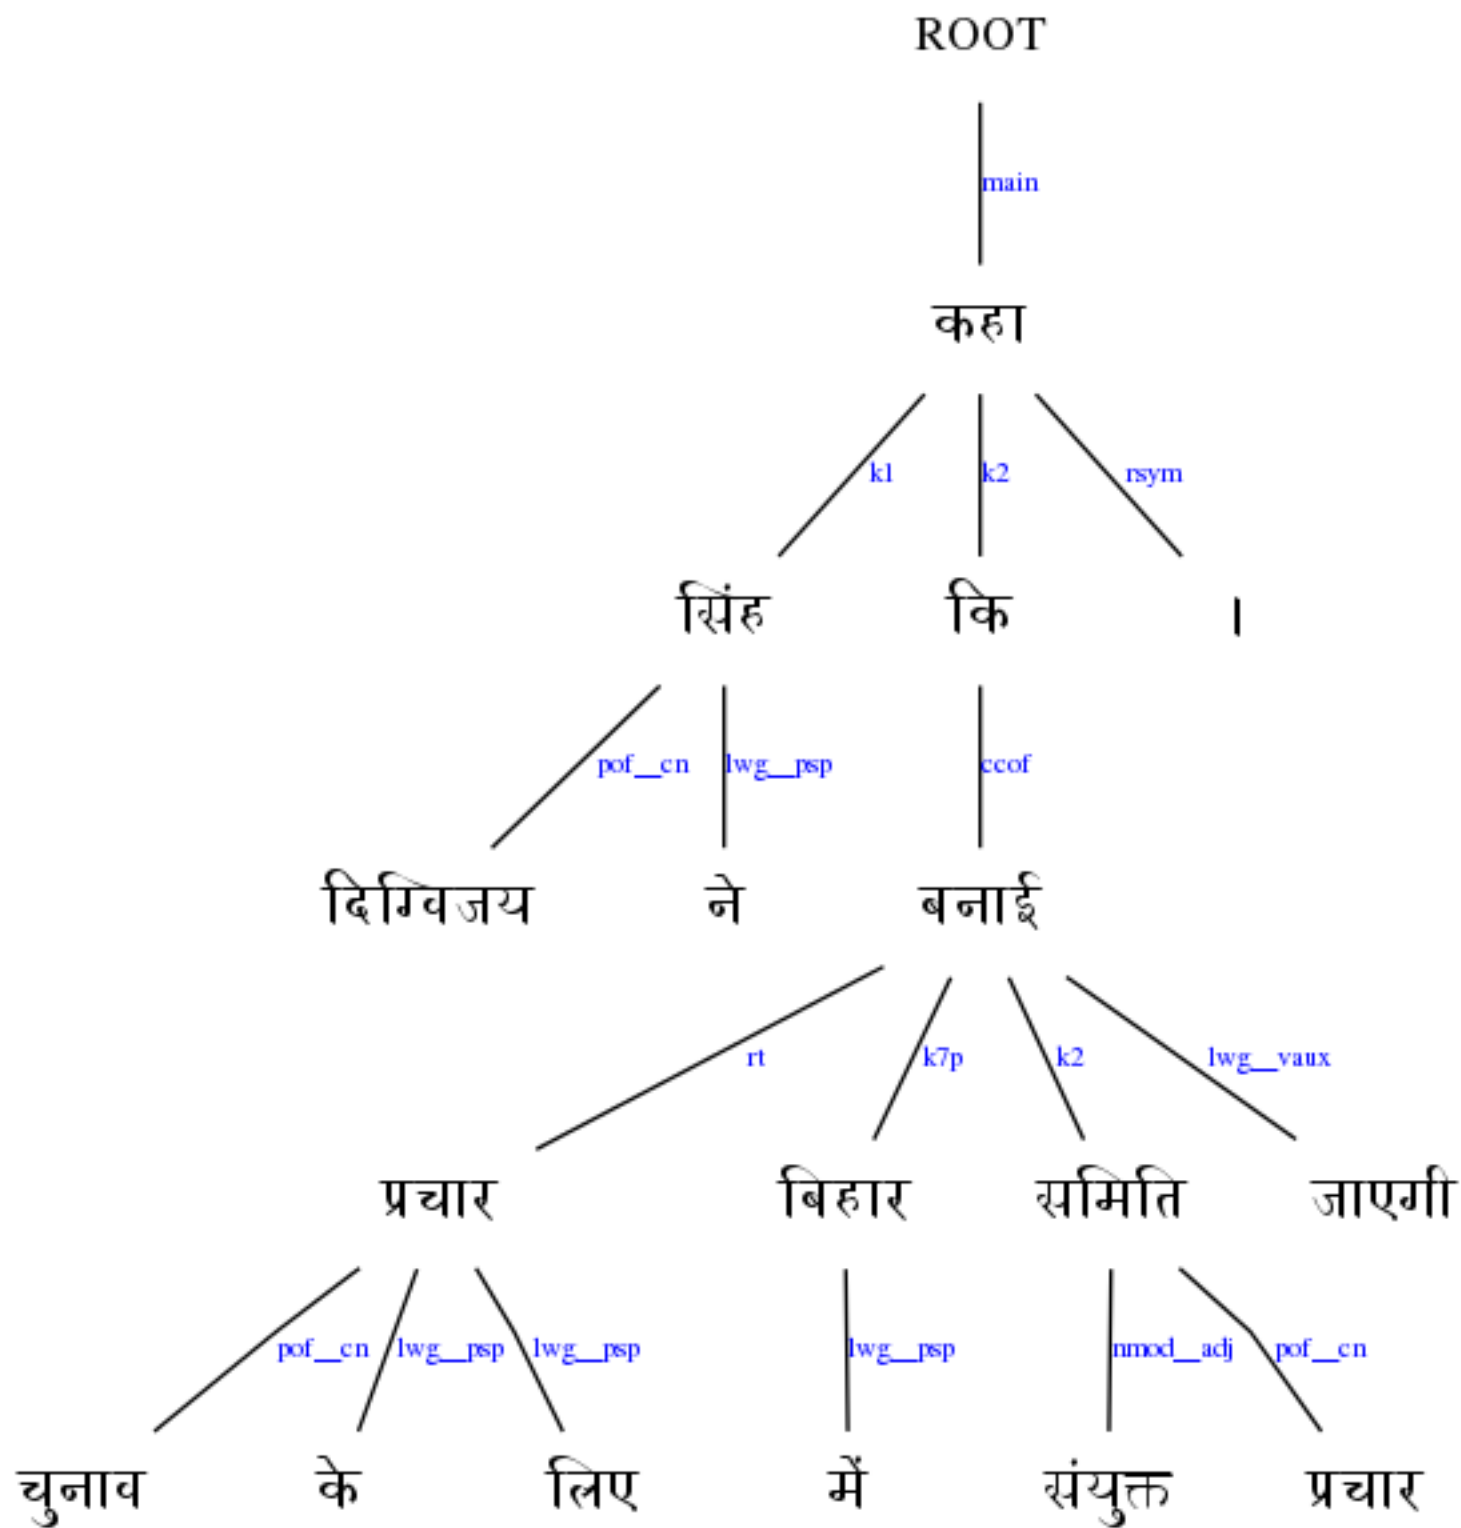 ROOT
main
कहा
k1 k2 rsym
सिंह कि ।
pof__cn lwg__psp ccof
दिग्विजय ने बनाई
rt k7p k2 lwg__vaux
प्रचार बिहार समिति जाएगी
pof__cn lwg__psp lwg__psp lwg__psp nmod__adj pof__cn
चुनाव के लिए में संयुक्त प्रचार